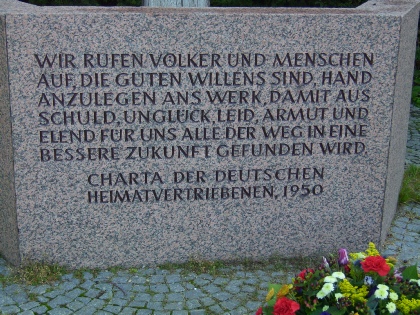 WIR RUFEN VÖLKER UND MENSCHEN
AUF, DIE GUTEN WILLENS SIND, HAND
ANZULEGEN ANS WERK, DAMIT AUS
SCHULD, UNGLÜCK, LEID, ARMUT UND
ELEND FÜR UNS ALLE DER WEG IN EINE
BESSERE ZUKUNFT GEFUNDEN WIRD.
CHARTA DER DEUTSCHEN
HEIMATVERTRIEBENEN, 1950